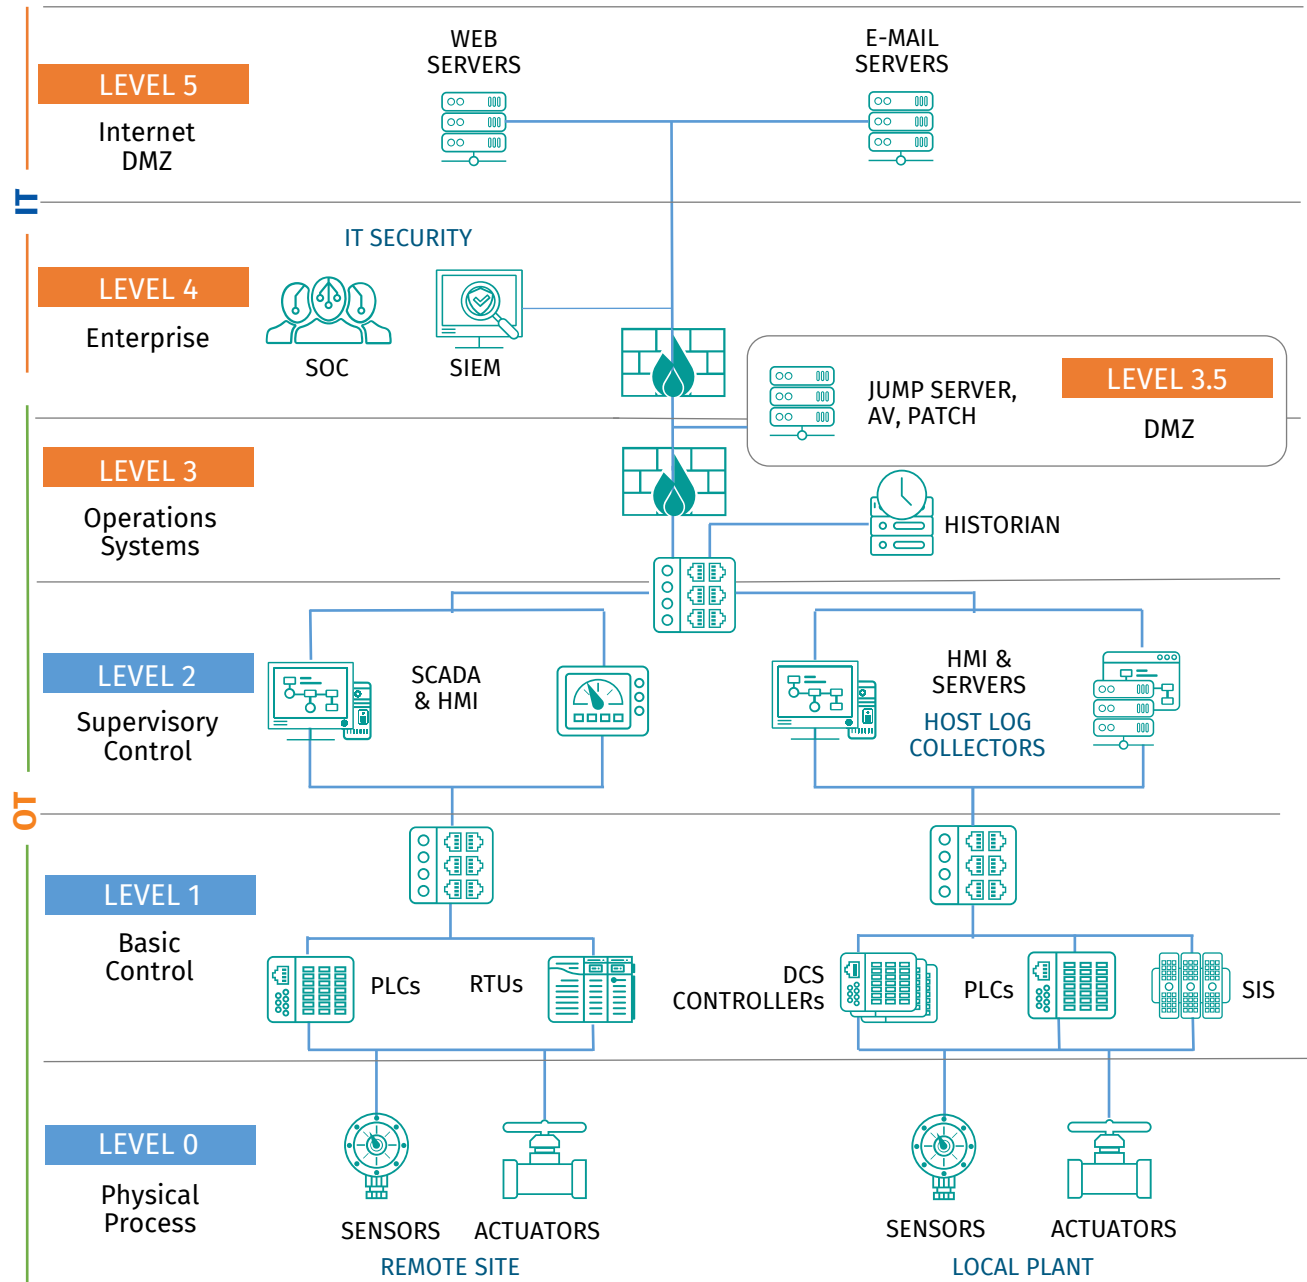 WEB
SERVERS
E-MAIL
SERVERS
LEVEL 5
Internet
DMZ
IT
IT SECURITY
LEVEL 4
Enterprise
SOC
SIEM
JUMP SERVER,
AV, PATCH
LEVEL 3.5
DMZ
LEVEL 3
Operations
Systems
HISTORIAN
LEVEL 2
Supervisory
Control
SCADA
& HMI
HMI &
SERVERS
HOST LOG
COLLECTORS
OT
LEVEL 1
Basic
Control
PLCs
RTUs
DCS
CONTROLLERs
PLCs
SIS
LEVEL 0
Physical
Process
SENSORS
ACTUATORS
REMOTE SITE
SENSORS
ACTUATORS
LOCAL PLANT